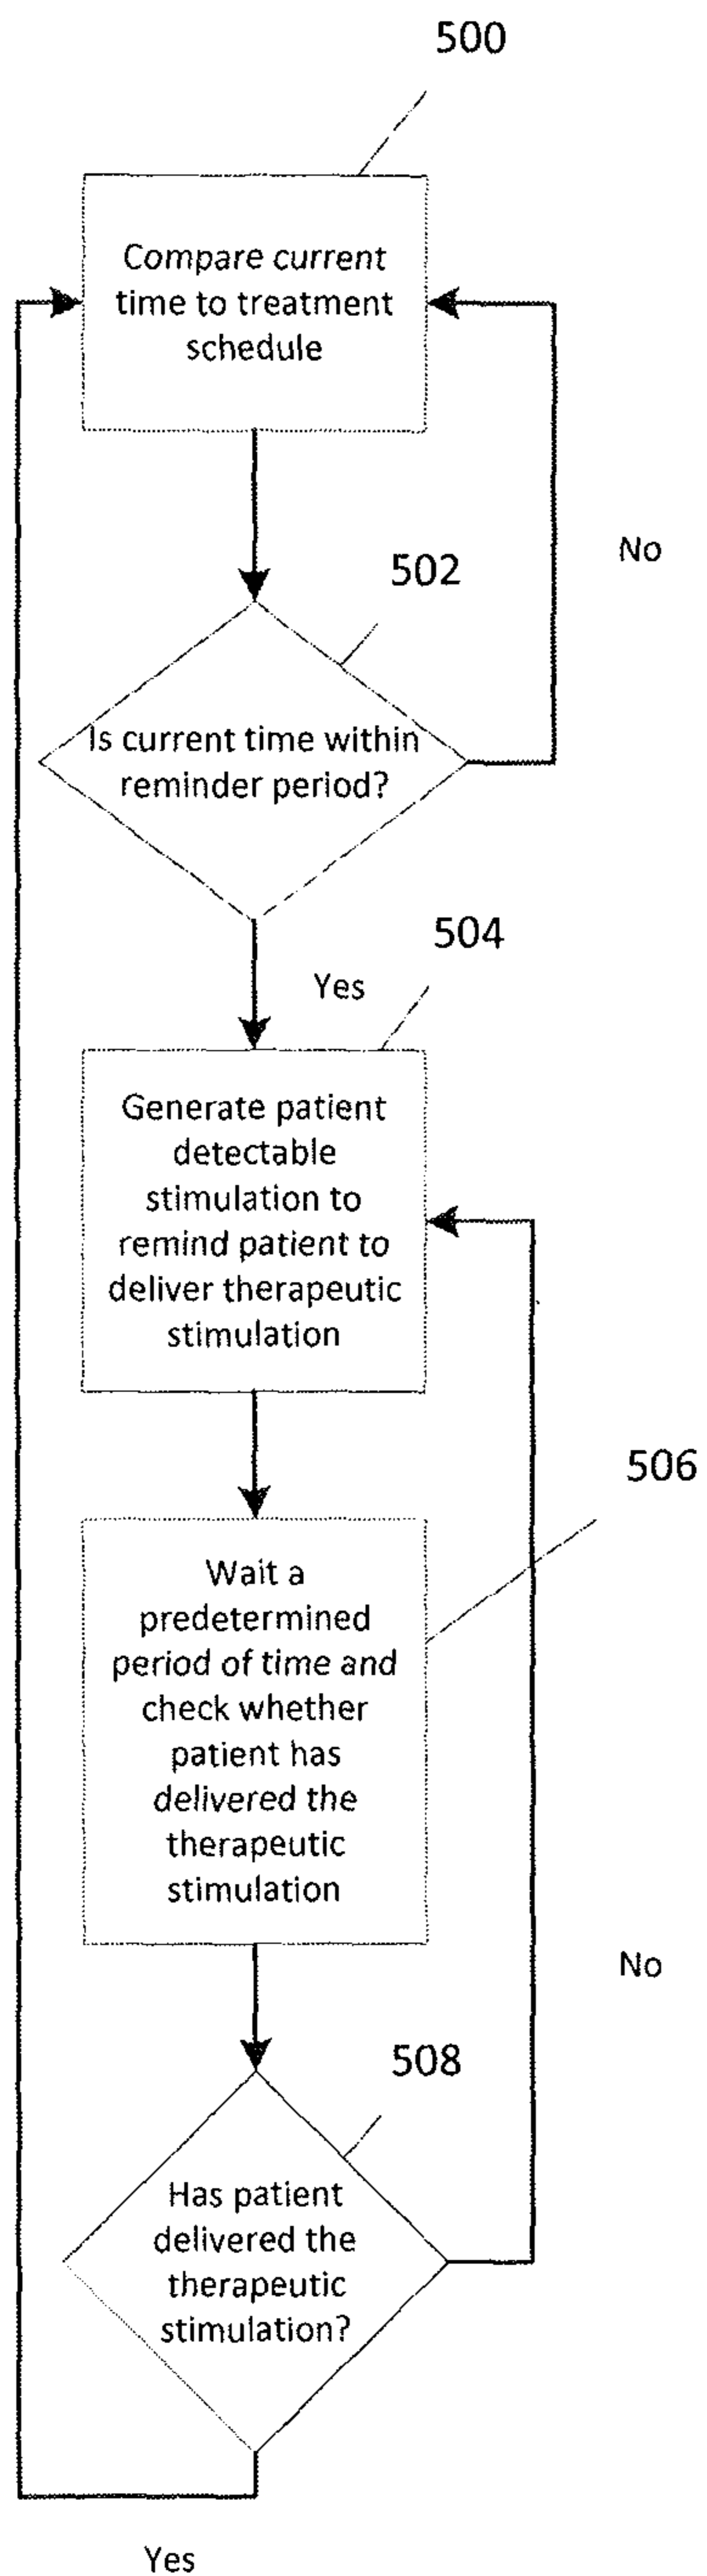 500
Compare current
time to treatment
schedule
No
502
Is current time within
reminder period?
504
Yes
Generate patient
detectable
stimulation to
remind patient to
deliver therapeutic
stimulation
506
Wait a
predetermined
period of time and
check whether
patient has
delivered the
therapeutic
stimulation
No
508
Has patient
delivered the
therapeutic
stimulation?
Yes